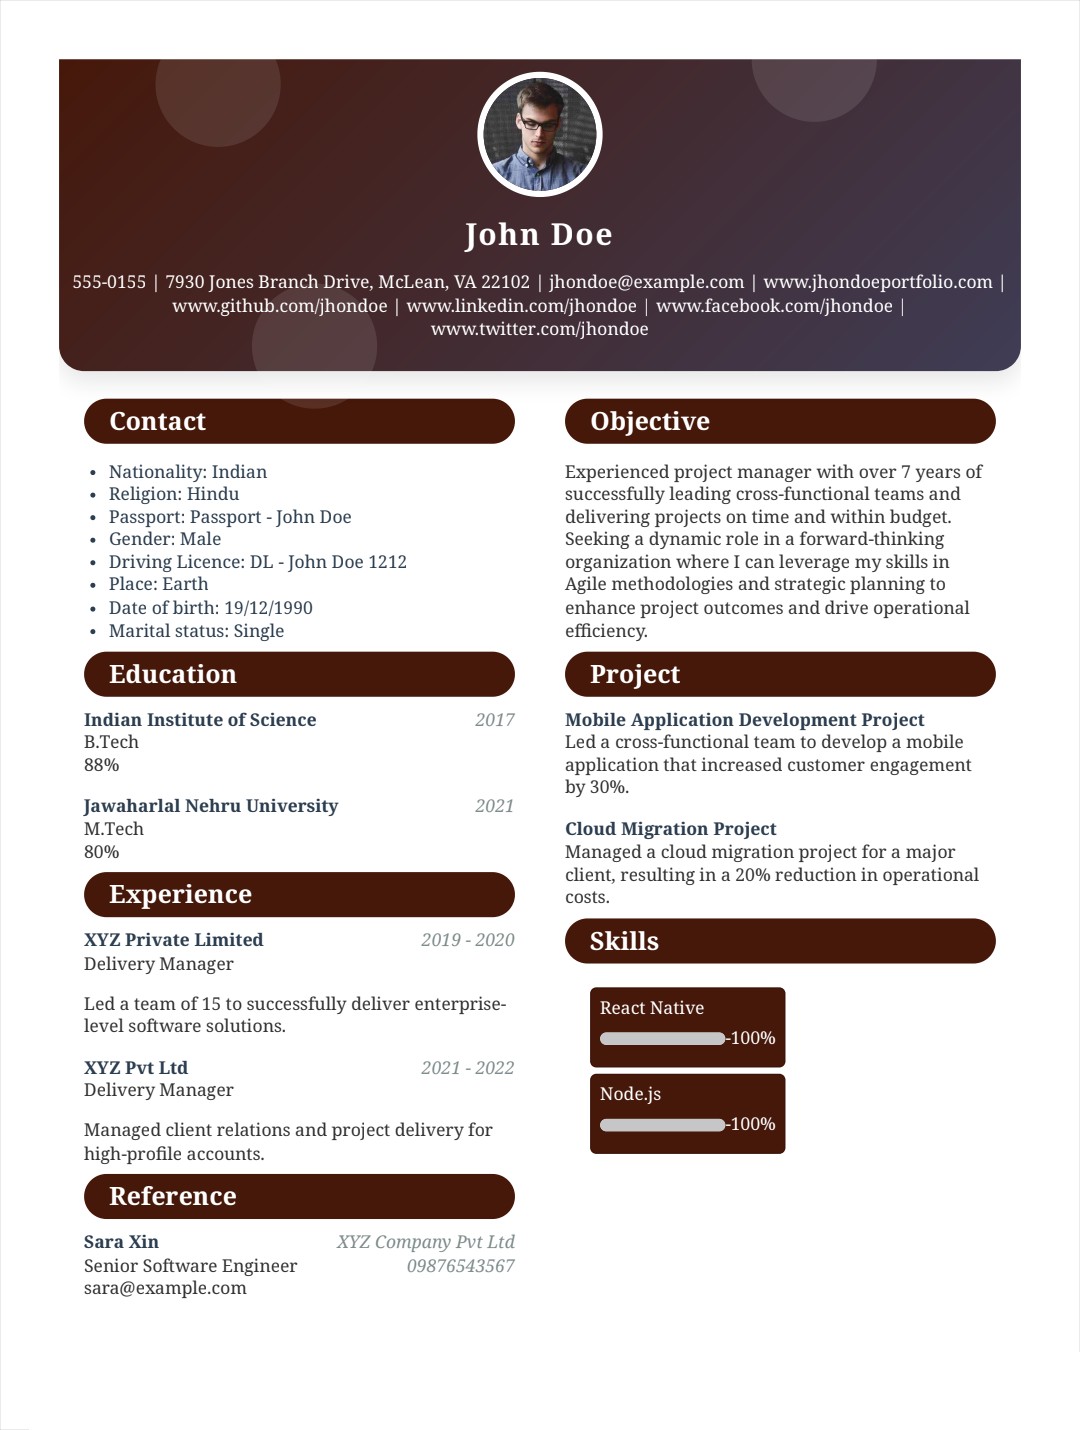 John Doe
555-0155 | 7930 Jones Branch Drive, McLean, VA 22102 | jhondoe@example.com | www.jhondoeportfolio.com |
www.github.com/jhondoe | www.linkedin.com/jhondoe | www.facebook.com/jhondoe |
www.twitter.com/jhondoe
Contact
• Nationality: Indian
• Religion: Hindu
• Passport: Passport - John Doe
• Gender: Male
• Driving Licence: DL - John Doe 1212
• Place: Earth
• Date of birth: 19/12/1990
• Marital status: Single
Education
Indian Institute of Science 2017
B.Tech
88%
Jawaharlal Nehru University 2021
M.Tech
80%
Experience
XYZ Private Limited 2019 - 2020
Delivery Manager
Led a team of 15 to successfully deliver enterprise-
level software solutions.
XYZ Pvt Ltd 2021 - 2022
Delivery Manager
Managed client relations and project delivery for
high-profile accounts.
Reference
Sara Xin XYZ Company Pvt Ltd
Senior Software Engineer 09876543567
sara@example.com
Objective
Experienced project manager with over 7 years of
successfully leading cross-functional teams and
delivering projects on time and within budget.
Seeking a dynamic role in a forward-thinking
organization where I can leverage my skills in
Agile methodologies and strategic planning to
enhance project outcomes and drive operational
efficiency.
Project
Mobile Application Development Project
Led a cross-functional team to develop a mobile
application that increased customer engagement
by 30%.
Cloud Migration Project
Managed a cloud migration project for a major
client, resulting in a 20% reduction in operational
costs.
Skills
React Native
-100%
Node.js
-100%